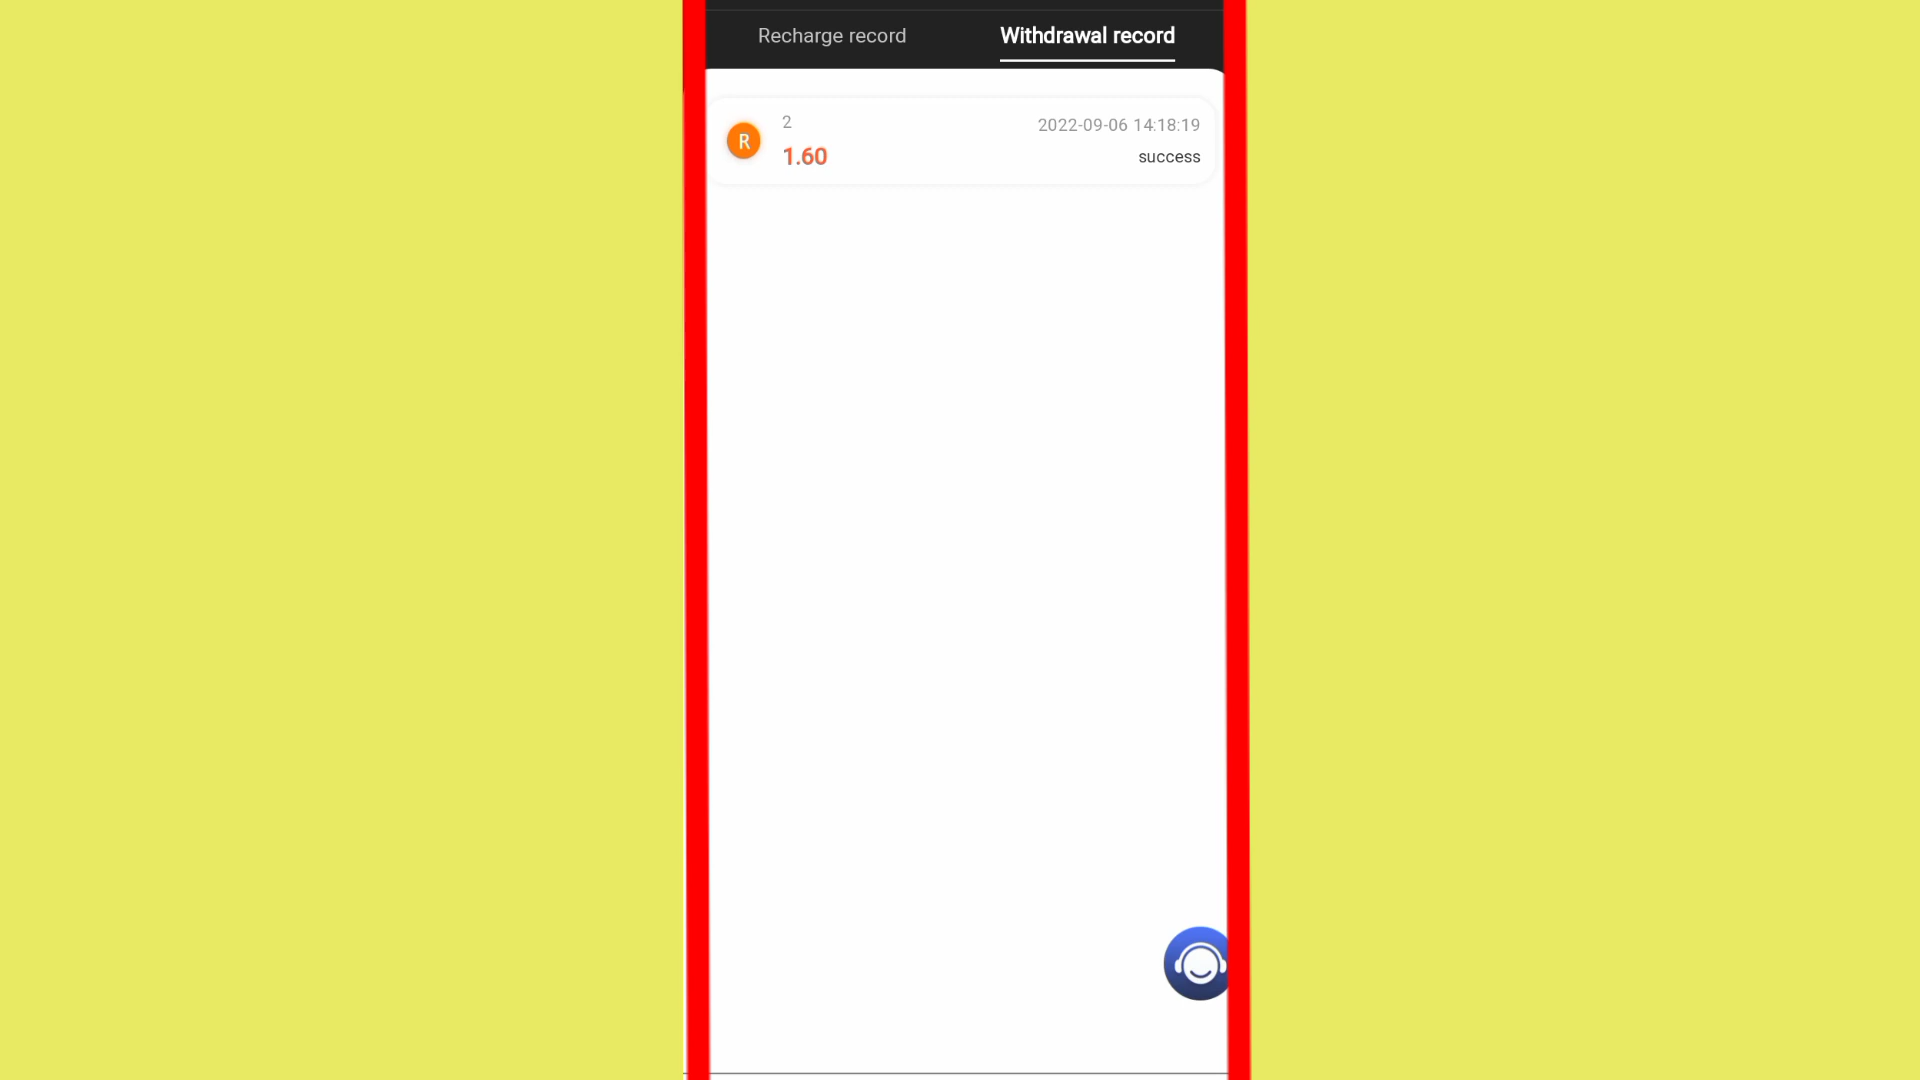 Recharge record
Withdrawal record
R
2
2022-09-06 14:18:19
1.60
success